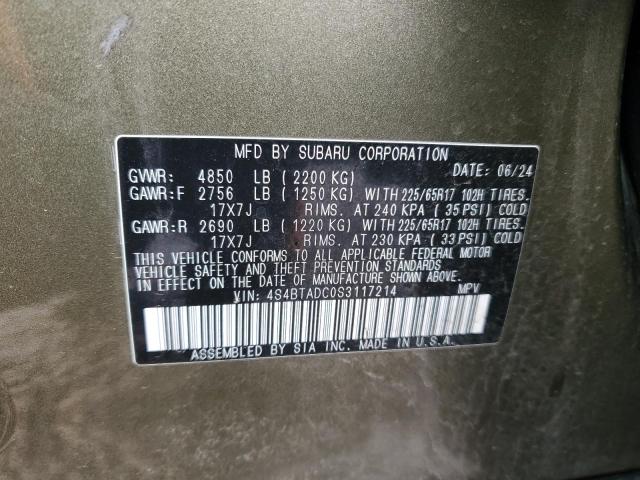 MFD BY SUBARU CORPORATION
GVWR: 4850 LB (2200 KG) DATE: 06/24
GAWR:F 2756 LB (1250 KG) WITH 225/65R17 102H TIRES.
17X7J RIMS. AT 240 KPA (35 PSI) COLD
GAWR:R 2690 LB (1220 KG) WITH 225/65R17 102H TIRES.
17X7J RIMS. AT 230 KPA (33 PSI) COLD
THIS VEHICLE CONFORMS TO ALL APPLICABLE FEDERAL MOTOR
VEHICLE SAFETY AND THEFT PREVENTION STANDARDS
IN EFFECT ON THE DATE OF MANUFACTURE SHOWN ABOVE.
VIN: 4S4BTADC0S3117214 MPV
ASSEMBLED BY SIA INC. MADE IN U.S.A.